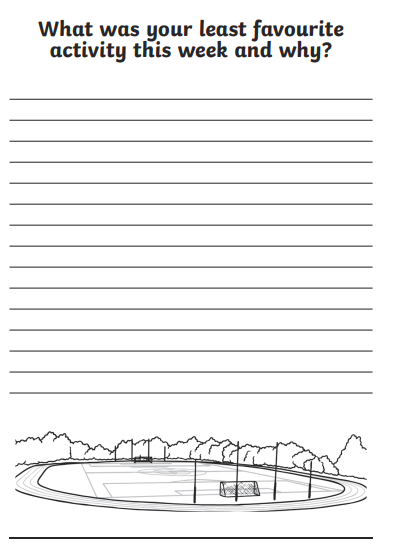 What was your least favourite
activity this week and why?